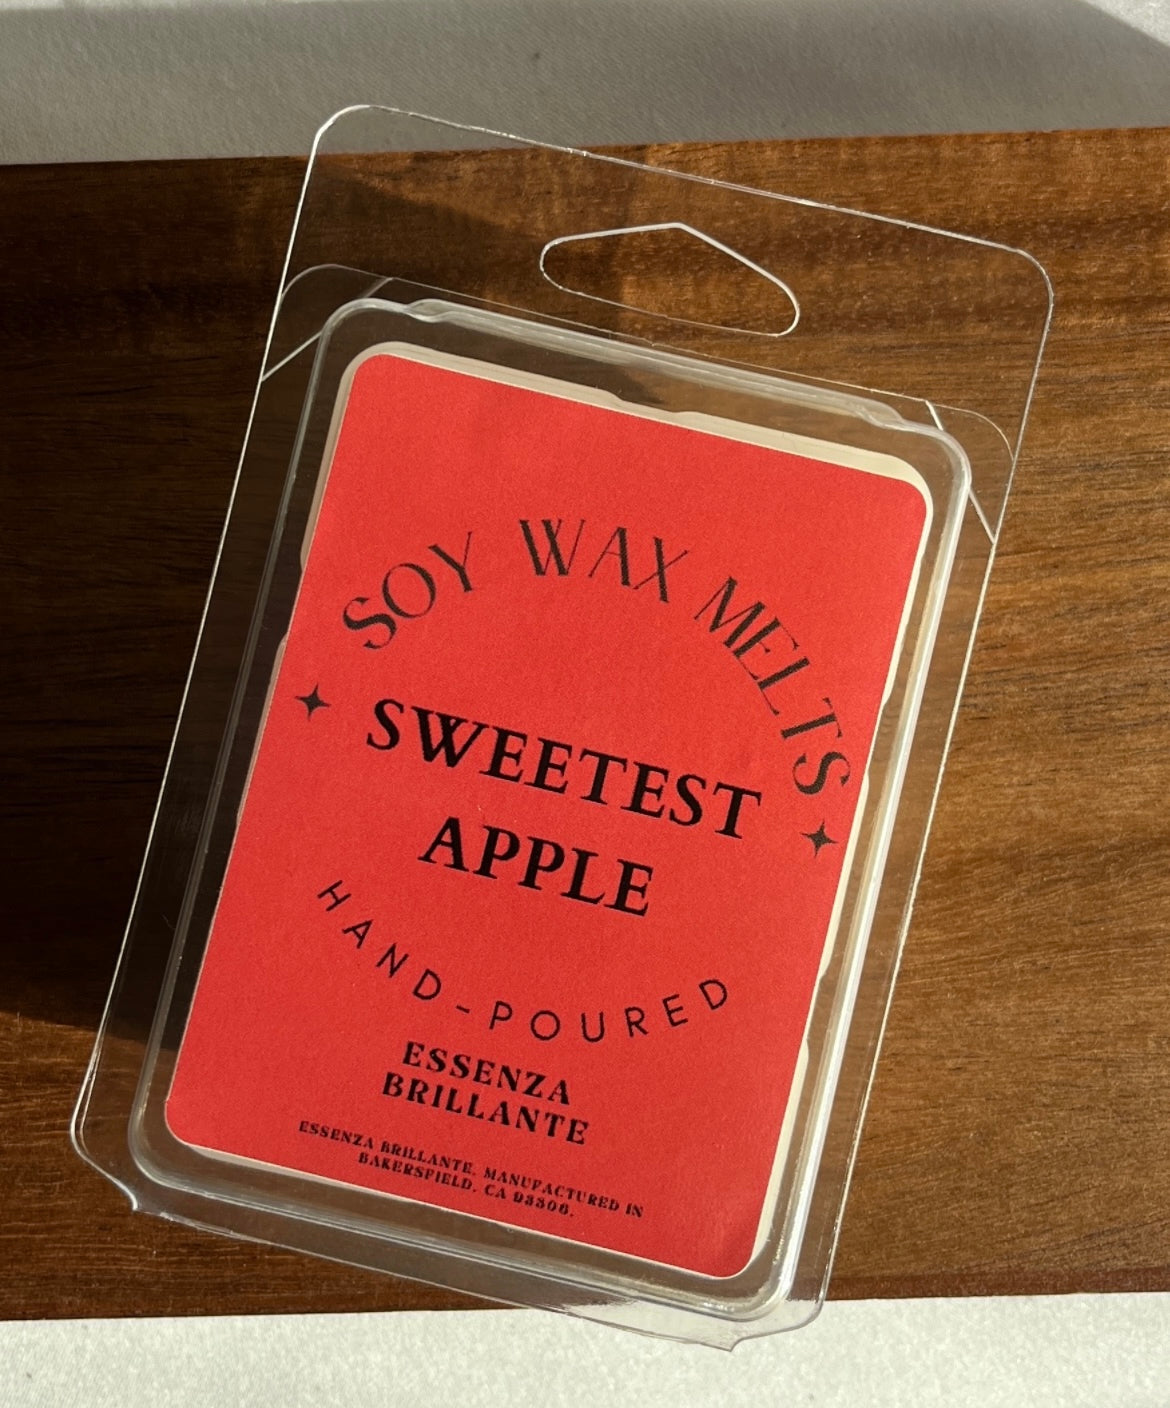 SOY WAX MELTS
SWEETEST
APPLE
HAND-POURED
ESSENZA
BRILLANTE
ESSENZA BRILLANTE. MANUFACTURED IN
BAKERSFIELD. CA 93306.